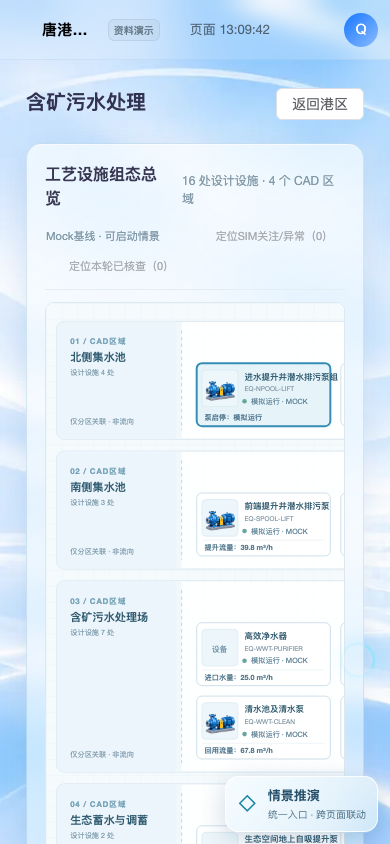 唐港...
资料演示
页面 13:09:42
Q
含矿污水处理
返回港区
工艺设施组态总
览
16 处设计设施 · 4 个 CAD 区
域
Mock基线 · 可启动情景
定位SIM关注/异常（0）
定位本轮已核查（0）
01 / CAD区域
北侧集水池
设计设施 4 处
仅分区关联 · 非流向
进水提升井潜水排污泵组
EQ-NPOOL-LIFT
模拟运行 · MOCK
泵启停：模拟运行
02 / CAD区域
南侧集水池
设计设施 3 处
仅分区关联 · 非流向
前端提升井潜水排污泵
EQ-SPOOL-LIFT
模拟运行 · MOCK
提升流量：39.8 m³/h
03 / CAD区域
含矿污水处理场
设计设施 7 处
仅分区关联 · 非流向
设备
高效净水器
EQ-WWT-PURIFIER
模拟运行 · MOCK
进口水量：25.0 m³/h
清水池及清水泵
EQ-WWT-CLEAN
模拟运行 · MOCK
回用流量：67.8 m³/h
04 / CAD区域
生态蓄水与调蓄
设计设施 2 处
生态空间地上自吸提升泵
情景推演
统一入口 · 跨页面联动